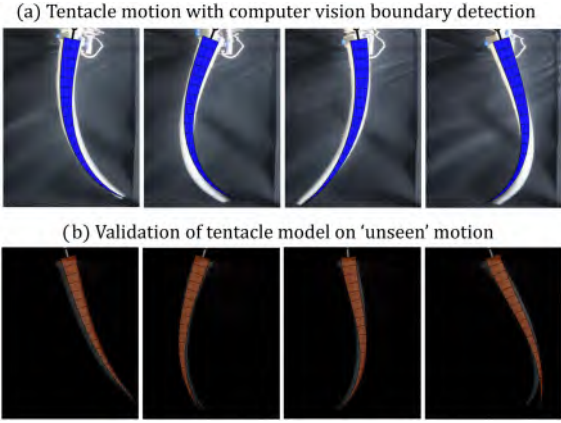 (a) Tentacle motion with computer vision boundary detection
(b) Validation of tentacle model on ‘unseen’ motion